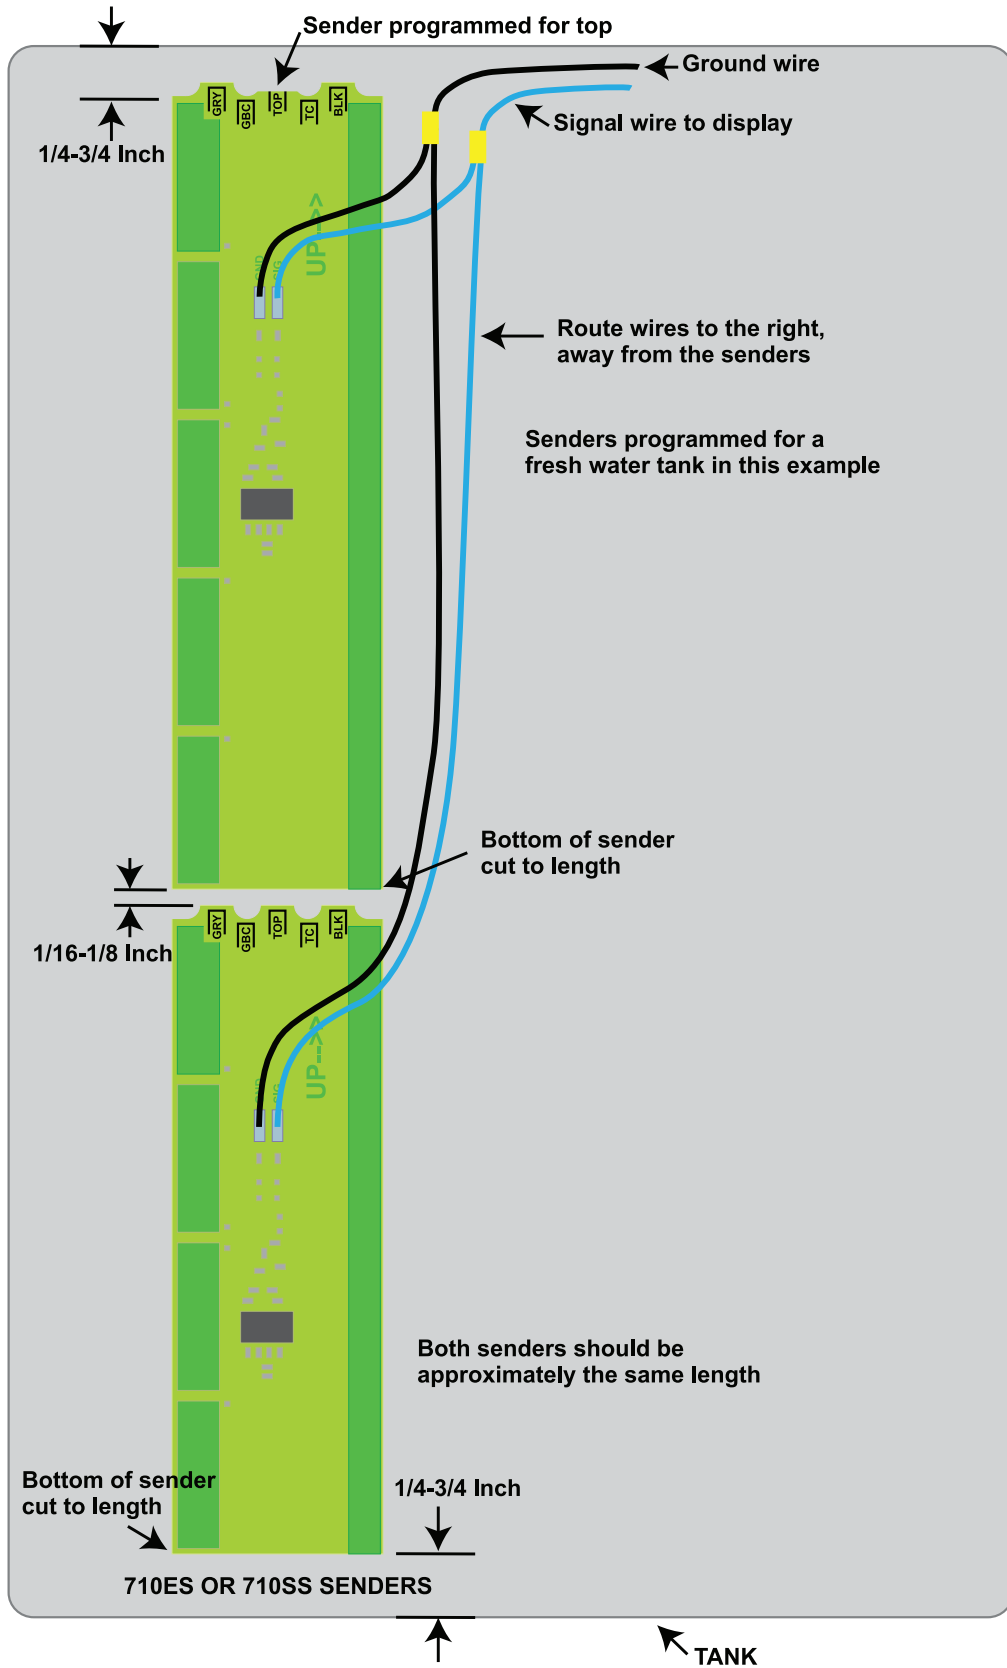 Sender programmed for top
Ground wire
Signal wire to display
1/4-3/4 Inch
GRY
GBC
TOP
TC
BLK
UP-->>
GND
SIG
Route wires to the right,
away from the senders
Senders programmed for a
fresh water tank in this example
Bottom of sender
cut to length
1/16-1/8 Inch
GRY
GBC
TOP
TC
BLK
UP-->>
GND
SIG
Both senders should be
approximately the same length
Bottom of sender
cut to length
1/4-3/4 Inch
710ES OR 710SS SENDERS
TANK